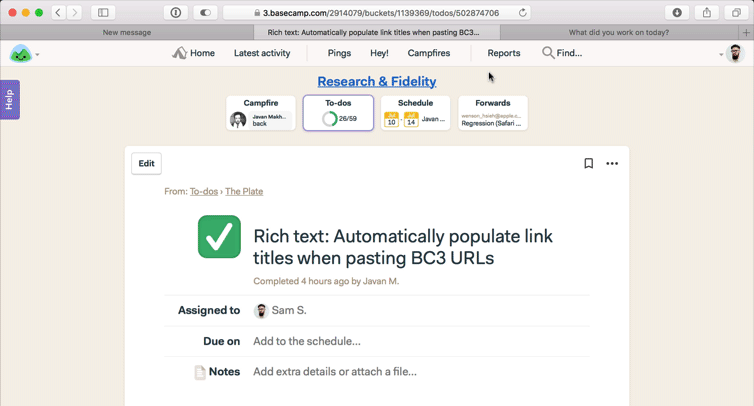 3.basecamp.com/2914079/buckets/1139369/todos/502874706
New message
Rich text: Automatically populate link titles when pasting BC3...
What did you work on today?
Home
Latest activity
Pings
Hey!
Campfires
Reports
Find...
Help
Research & Fidelity
Campfire
Javan Makh...
back
To-dos
26/59
Schedule
Jul
10
Jul
14
Javan ...
Forwards
Regression (Safari ...
Edit
From: To-dos › The Plate
Rich text: Automatically populate link
titles when pasting BC3 URLs
Completed 4 hours ago by Javan M.
Assigned to
Sam S.
Due on
Add to the schedule...
Notes
Add extra details or attach a file...